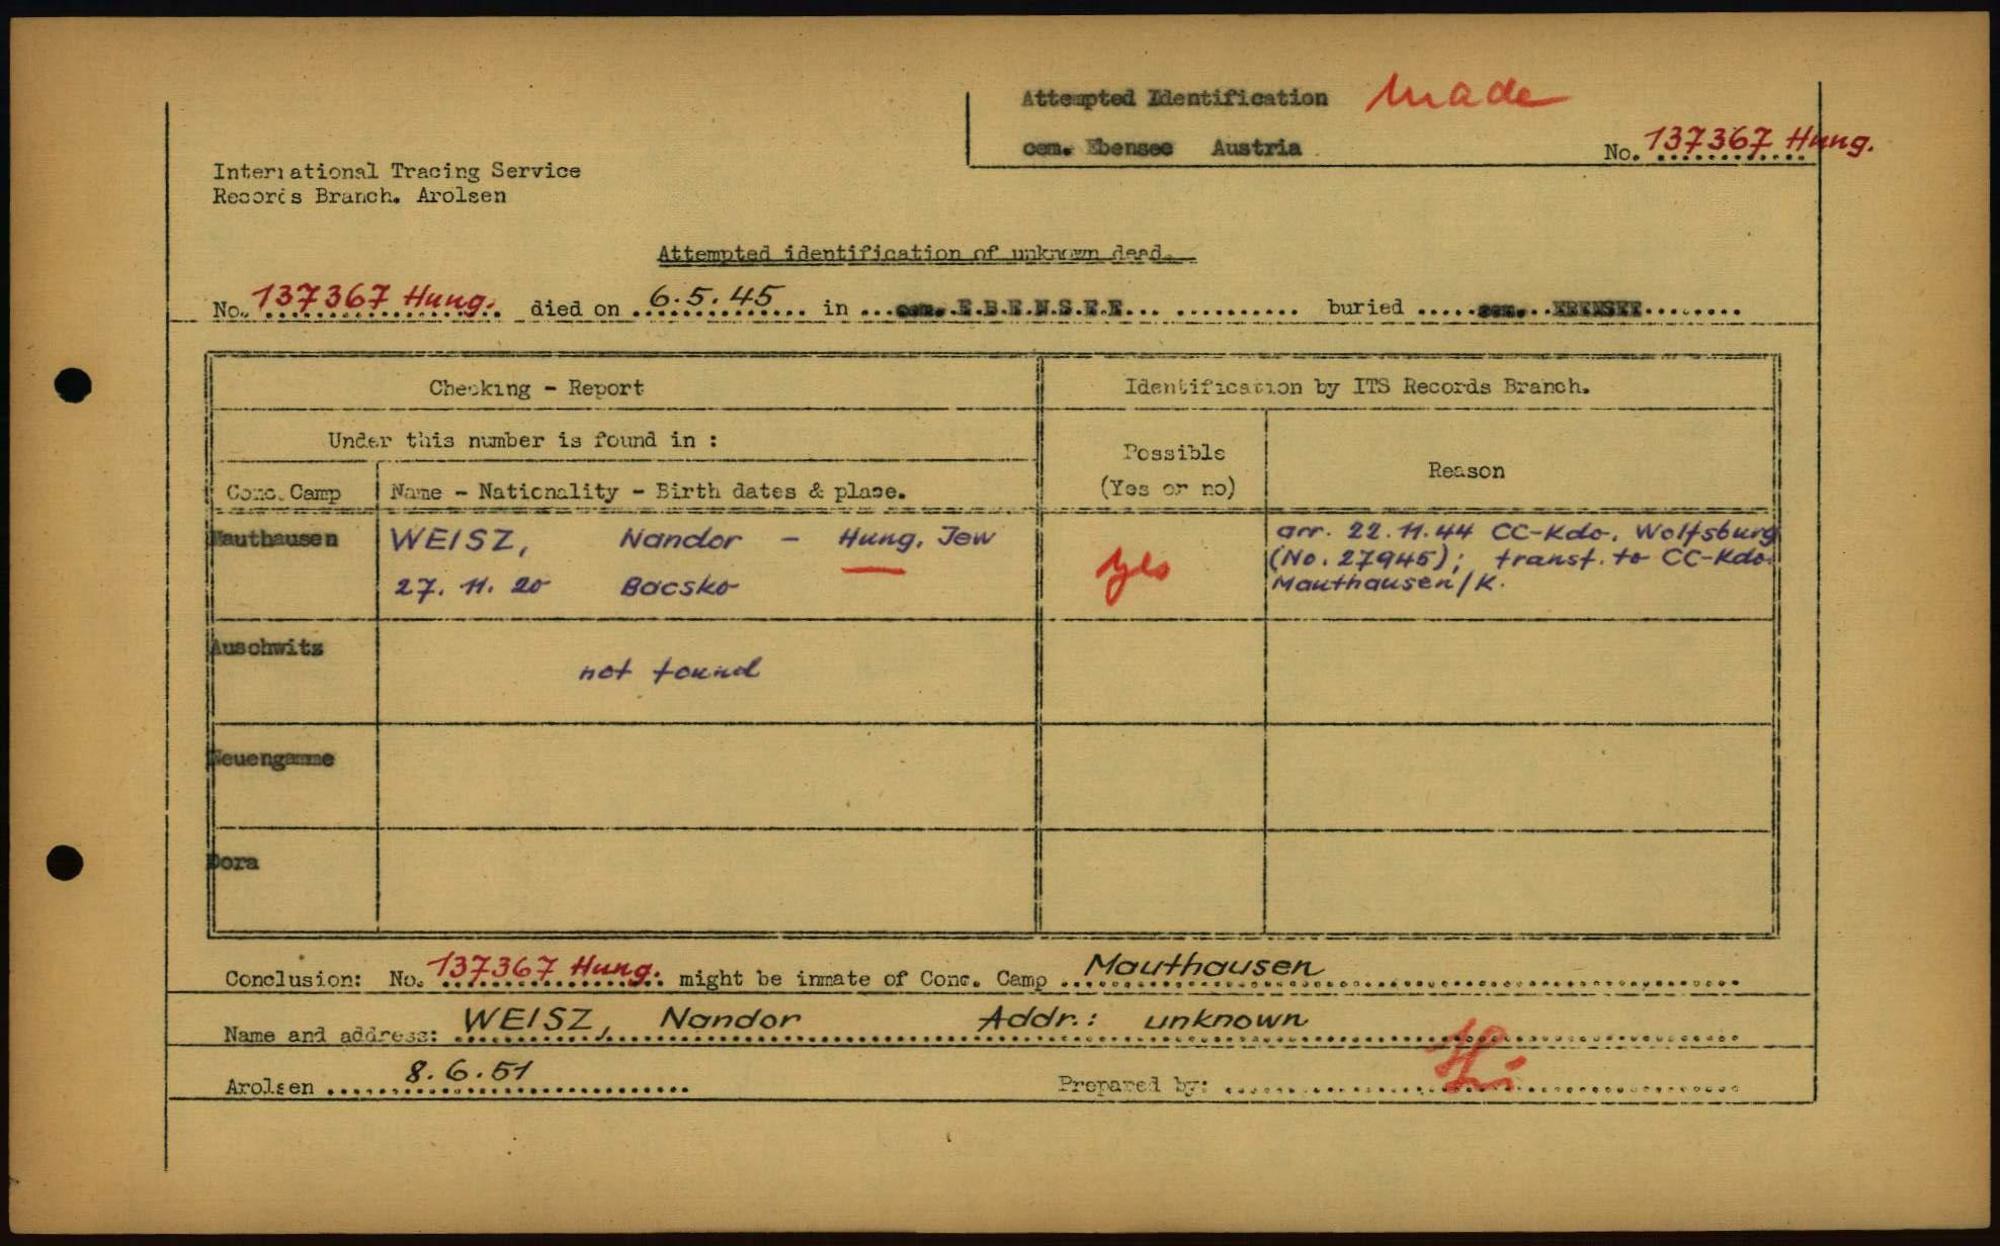 Attempted Identification made
cem. Ebensee Austria
No. 137367 Hung.
International Tracing Service
Records Branch. Arolsen
Attempted identification of unknown dead.
No. 137367 Hung. died on 6.5.45 in cem. E.B.E.N.S.E.E. buried cem. EBENSEE
Checking - Report
Identification by ITS Records Branch.
Under this number is found in :
Possible
(Yes or no)
Reason
Conc. Camp
Name - Nationality - Birth dates & place.
Mauthausen
WEISZ, Nandor - Hung. Jew
27. 11. 20 Bacsko
yes
arr. 22.11.44 CC-Kdo. Wolfsburg
(No. 27945); transf. to CC-Kdo.
Mauthausen/K.
Auschwitz
not found
Neuengamme
Dora
Conclusion: No. 137367 Hung. might be inmate of Conc. Camp Mauthausen
Name and address: WEISZ, Nandor Addr.: unknown
Arolsen 8.6.51
Prepared by: